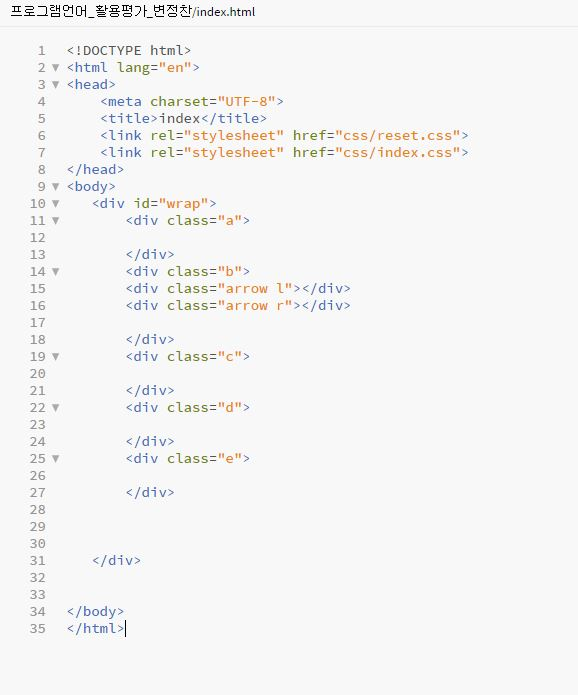 프로그램언어_활용평가_변정찬/index.html
1 <!DOCTYPE html>
2 <html lang="en">
3 <head>
4 <meta charset="UTF-8">
5 <title>index</title>
6 <link rel="stylesheet" href="css/reset.css">
7 <link rel="stylesheet" href="css/index.css">
8 </head>
9 <body>
10 <div id="wrap">
11 <div class="a">
12
13 </div>
14 <div class="b">
15 <div class="arrow l"></div>
16 <div class="arrow r"></div>
17
18 </div>
19 <div class="c">
20
21 </div>
22 <div class="d">
23
24 </div>
25 <div class="e">
26
27 </div>
28
29
30
31 </div>
32
33
34 </body>
35 </html>